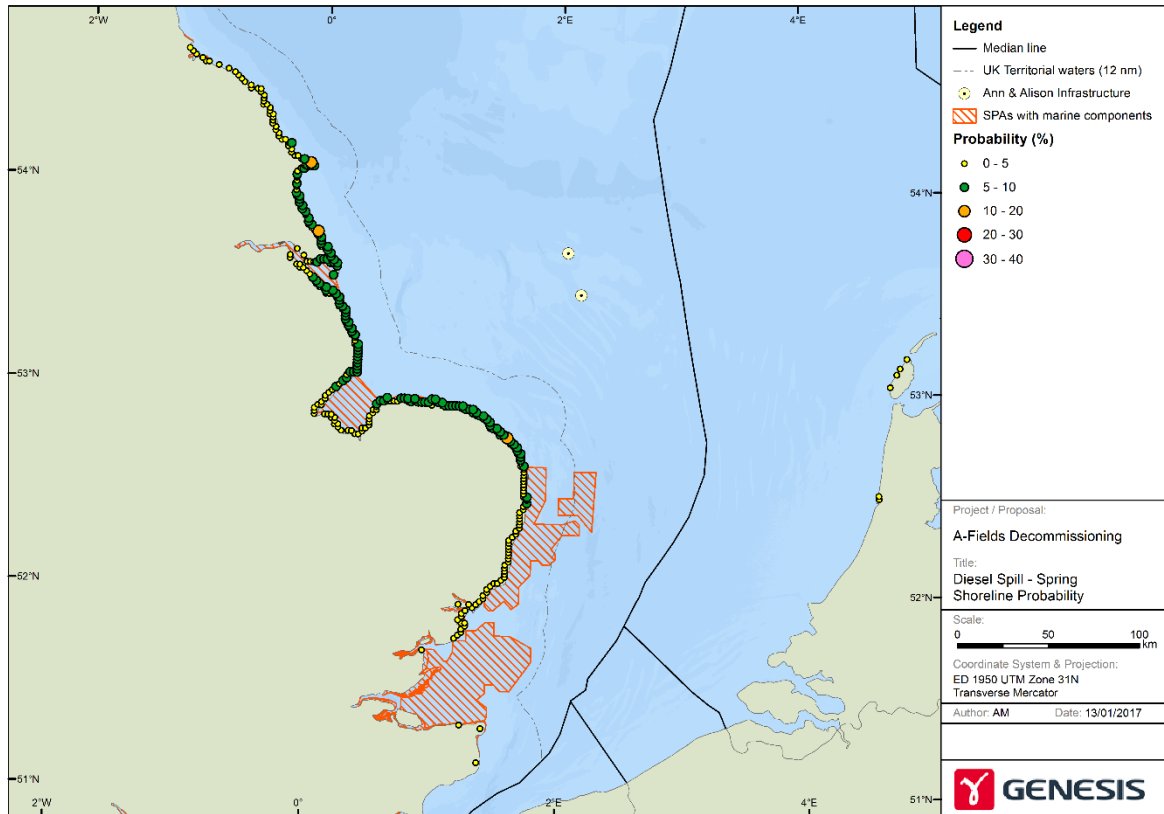 2°W
0°
2°E
4°E
54°N
54°N
53°N
53°N
52°N
52°N
51°N
51°N
2°W
0°
2°E
4°E
Legend
Median line
UK Territorial waters (12 nm)
Ann & Alison Infrastructure
SPAs with marine components
Probability (%)
0 - 5
5 - 10
10 - 20
20 - 30
30 - 40
Project / Proposal:
A-Fields Decommissioning
Title:
Diesel Spill - Spring
Shoreline Probability
Scale:
0 50 100
km
Coordinate System & Projection:
ED 1950 UTM Zone 31N
Transverse Mercator
Author: AM Date: 13/01/2017
GENESIS